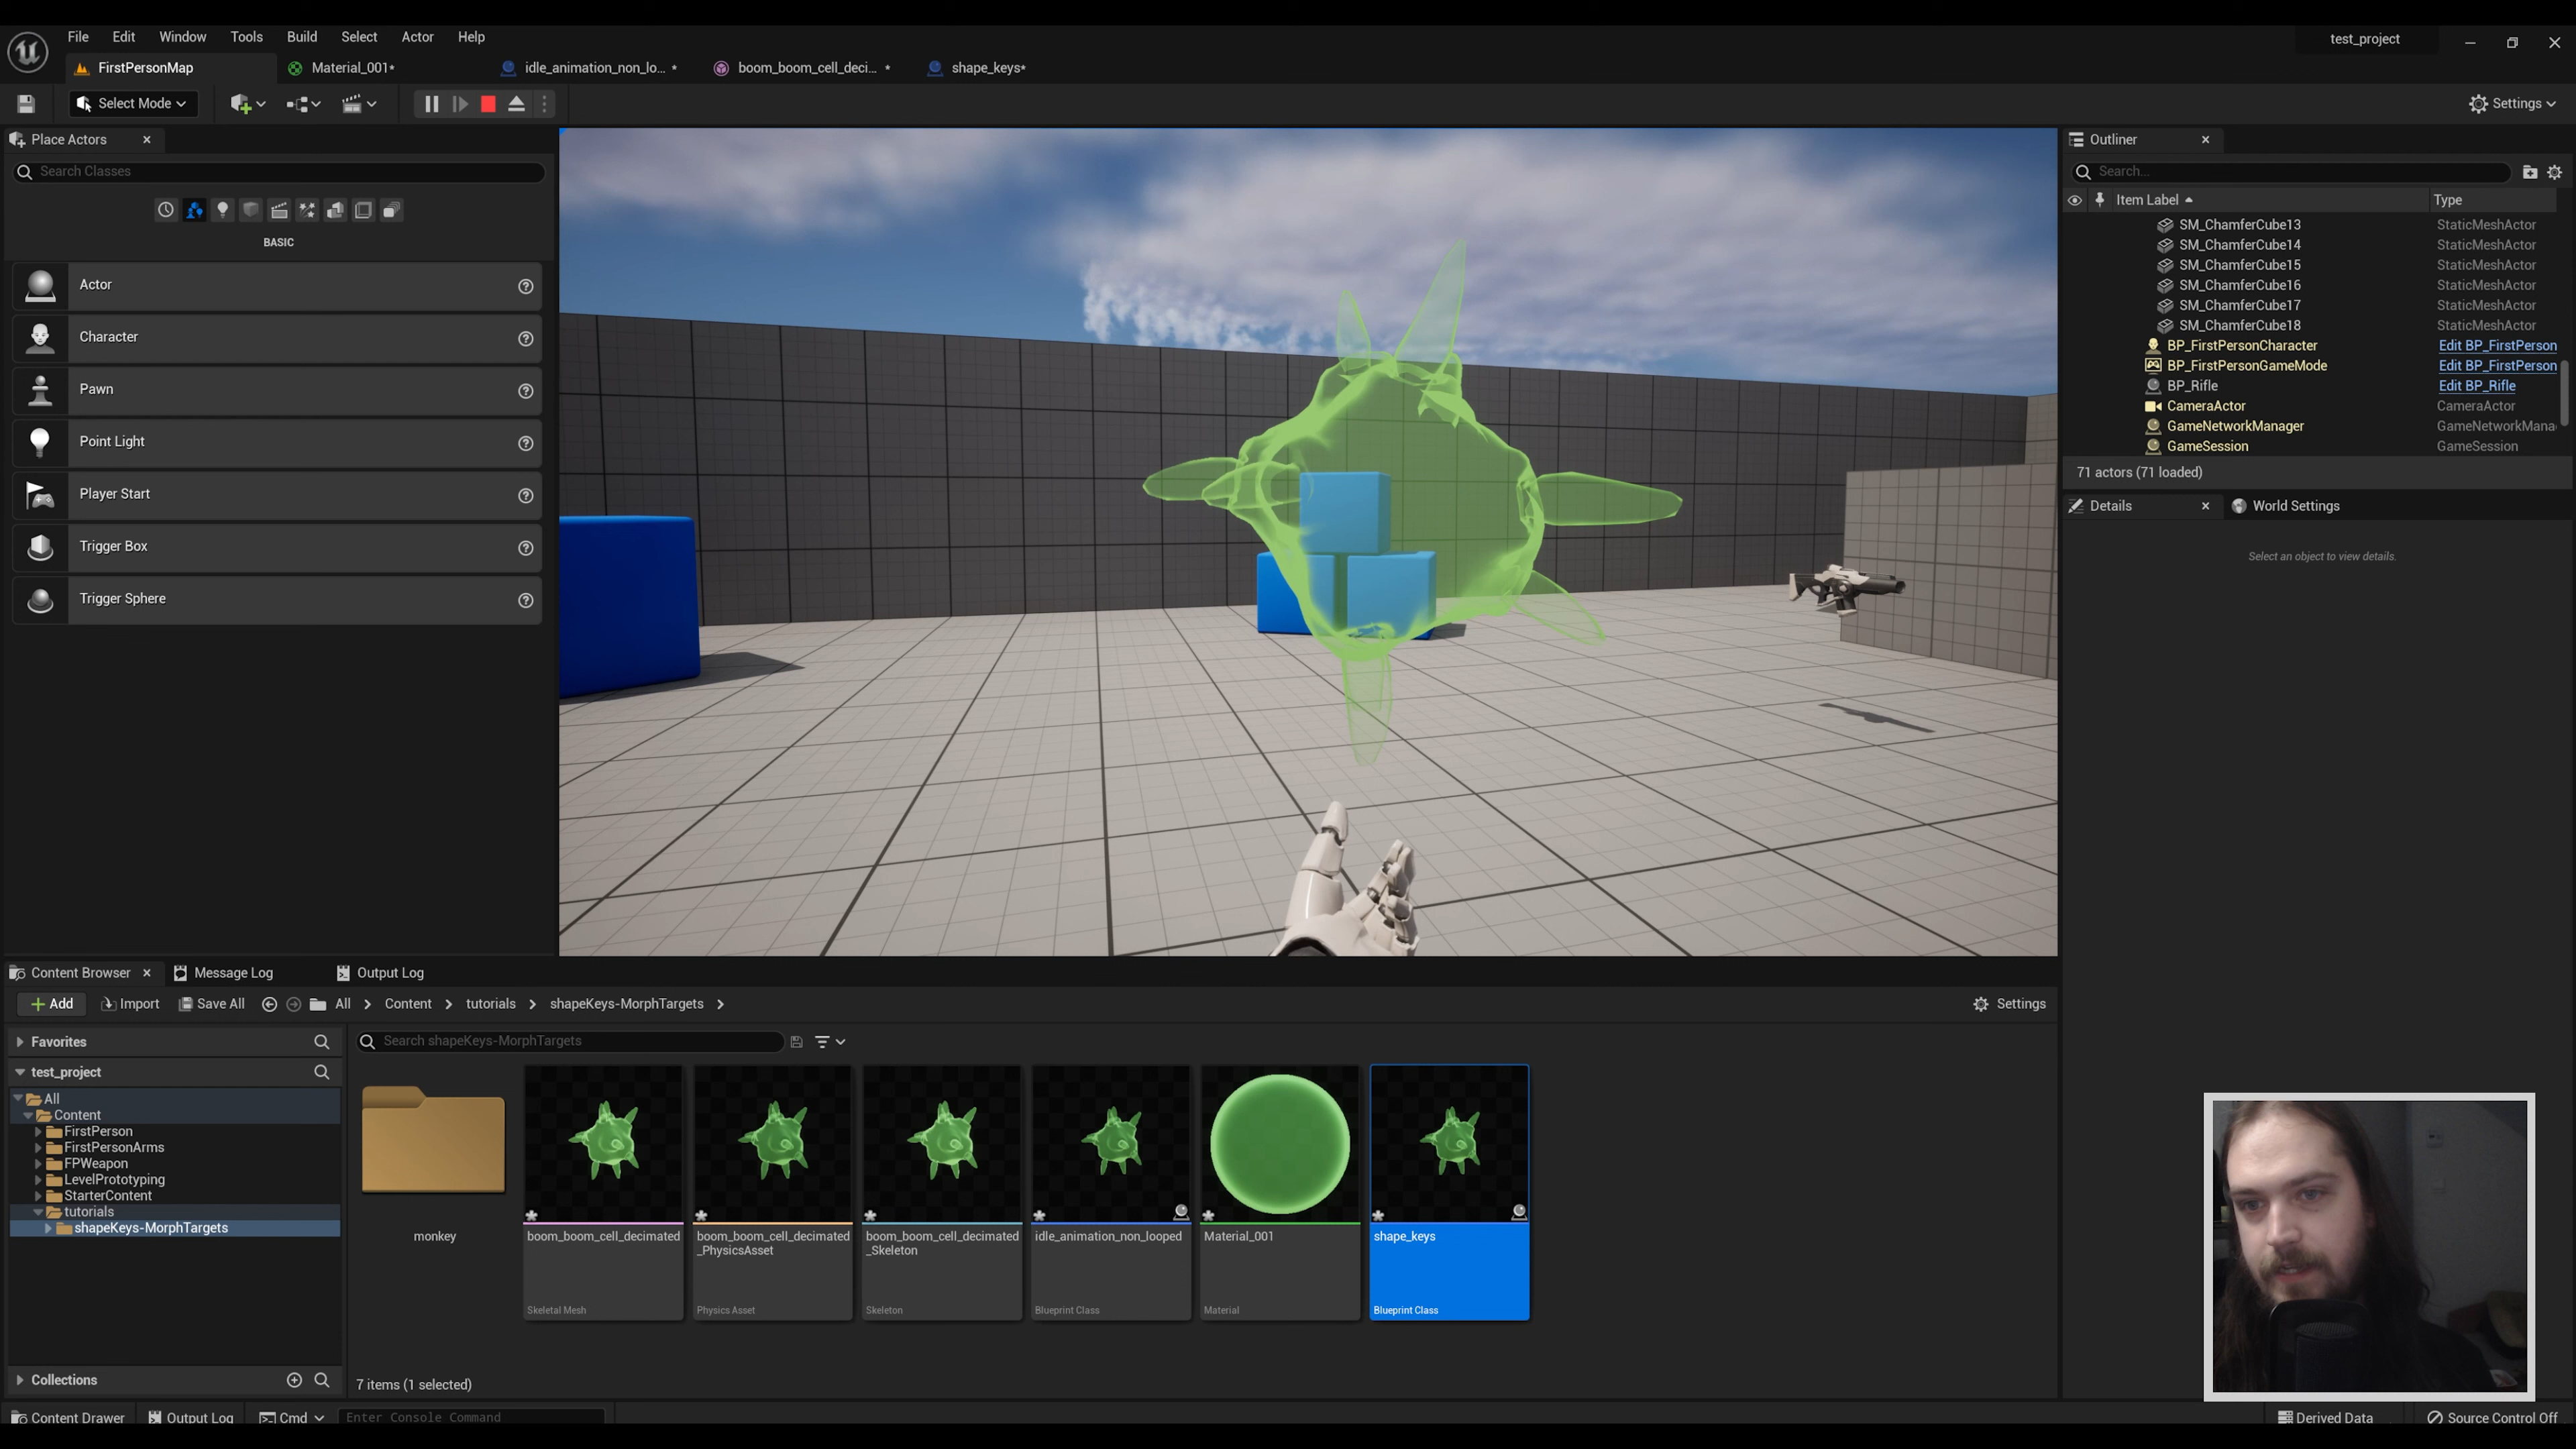 File Edit Window Tools Build Select Actor Help
test_project
FirstPersonMap
Material_001*
idle_animation_non_lo... *
boom_boom_cell_deci... *
shape_keys*
Select Mode
Settings
Place Actors
Search Classes
BASIC
Actor
Character
Pawn
Point Light
Player Start
Trigger Box
Trigger Sphere
Outliner
Search...
Item Label Type
SM_ChamferCube13 StaticMeshActor
SM_ChamferCube14 StaticMeshActor
SM_ChamferCube15 StaticMeshActor
SM_ChamferCube16 StaticMeshActor
SM_ChamferCube17 StaticMeshActor
SM_ChamferCube18 StaticMeshActor
BP_FirstPersonCharacter Edit BP_FirstPerson
BP_FirstPersonGameMode Edit BP_FirstPerson
BP_Rifle Edit BP_Rifle
CameraActor CameraActor
GameNetworkManager GameNetworkMana
GameSession GameSession
71 actors (71 loaded)
Details World Settings
Select an object to view details.
Content Browser Message Log Output Log
+ Add Import Save All All > Content > tutorials > shapeKeys-MorphTargets >
Settings
Favorites
test_project
All
Content
FirstPerson
FirstPersonArms
FPWeapon
LevelPrototyping
StarterContent
tutorials
shapeKeys-MorphTargets
Collections
Search shapeKeys-MorphTargets
monkey
boom_boom_cell_decimated
Skeletal Mesh
boom_boom_cell_decimated
_PhysicsAsset
Physics Asset
boom_boom_cell_decimated
_Skeleton
Skeleton
idle_animation_non_looped
Blueprint Class
Material_001
Material
shape_keys
Blueprint Class
7 items (1 selected)
Content Drawer Output Log Cmd Enter Console Command
Derived Data Source Control Off